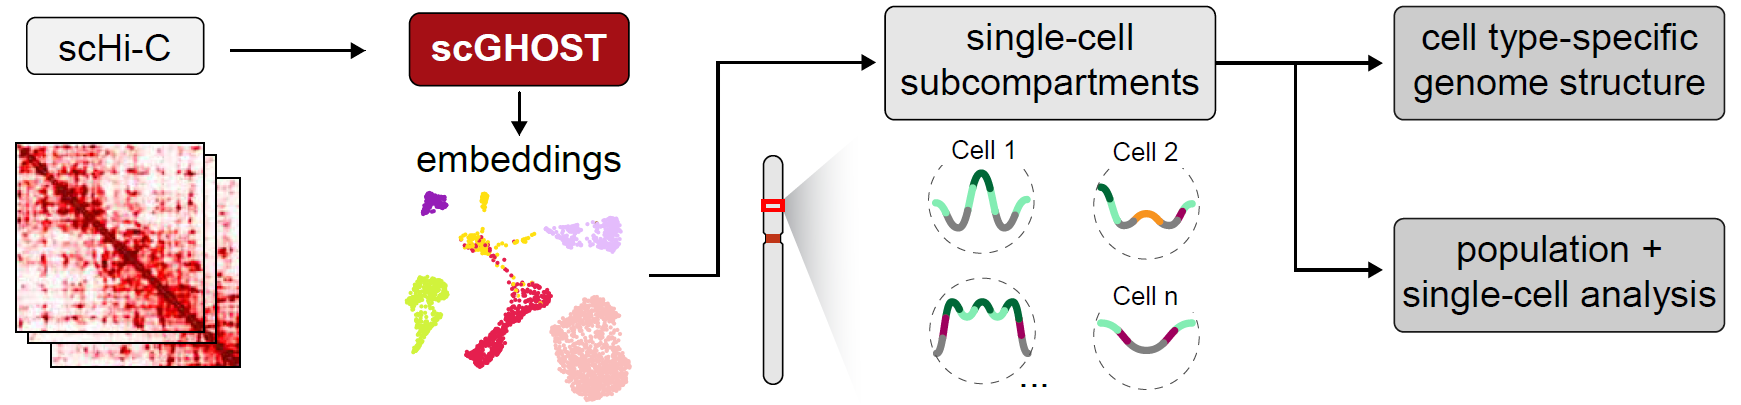 scHi-C
scGHOST
embeddings
single-cell
subcompartments
Cell 1
Cell 2
Cell n
...
cell type-specific
genome structure
population +
single-cell analysis